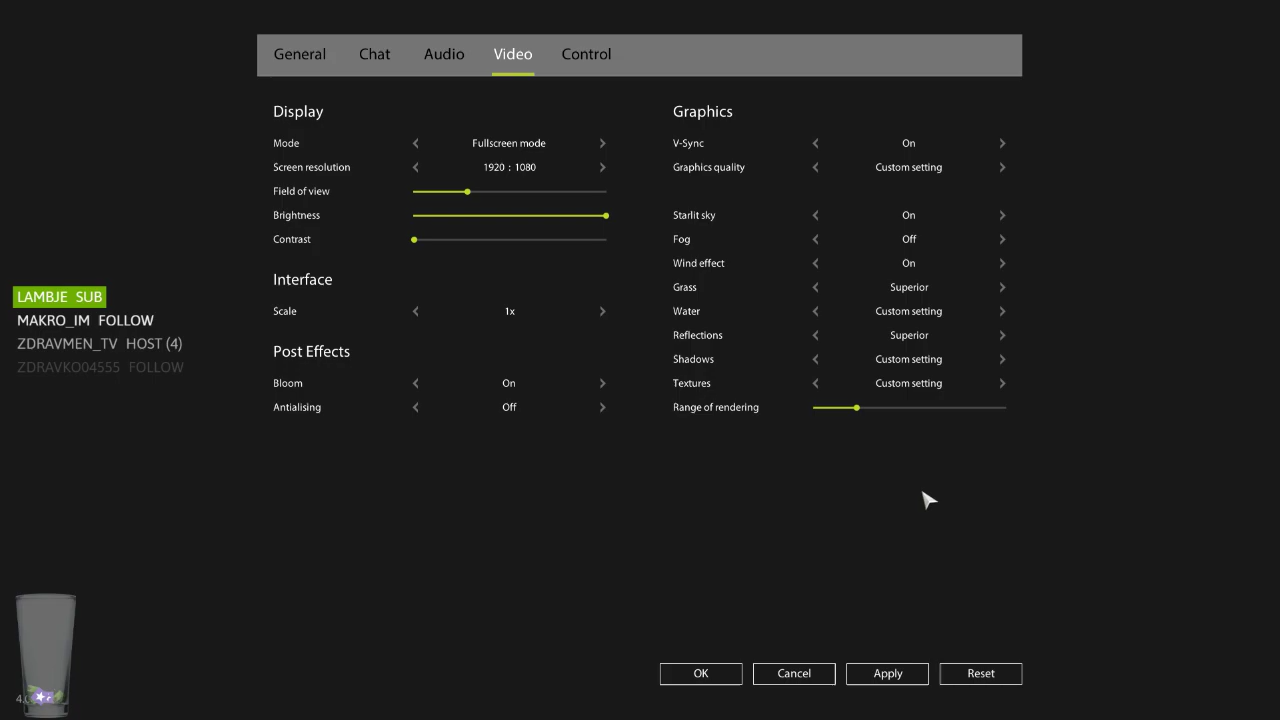 General Chat Audio Video Control
Display
Mode Fullscreen mode
Screen resolution 1920 : 1080
Field of view
Brightness
Contrast
Interface
Scale 1x
Post Effects
Bloom On
Antialising Off
Graphics
V-Sync On
Graphics quality Custom setting
Starlit sky On
Fog Off
Wind effect On
Grass Superior
Water Custom setting
Reflections Superior
Shadows Custom setting
Textures Custom setting
Range of rendering
LAMBJE SUB
MAKRO_IM FOLLOW
ZDRAVMEN_TV HOST (4)
ZDRAVKO04555 FOLLOW
OK Cancel Apply Reset